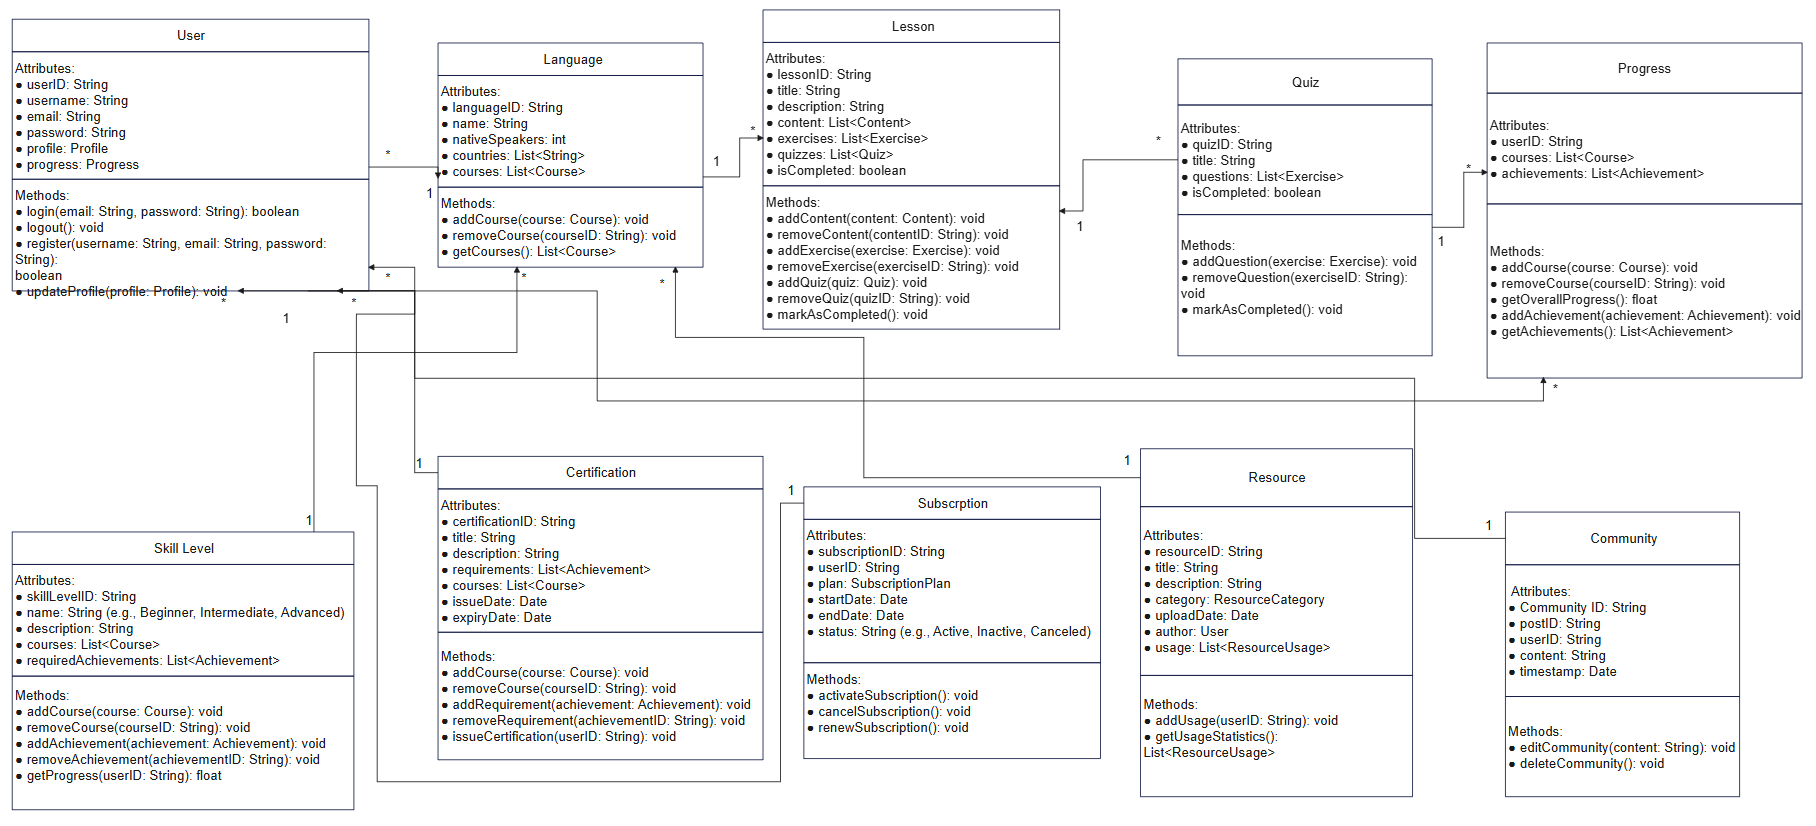 User
Attributes:
● userID: String
● username: String
● email: String
● password: String
● profile: Profile
● progress: Progress
Methods:
● login(email: String, password: String): boolean
● logout(): void
● register(username: String, email: String, password:
String):
boolean
● updateProfile(profile: Profile): void
*
1
*
*
*
1
Language
Attributes:
● languageID: String
● name: String
● nativeSpeakers: int
● countries: List<String>
● courses: List<Course>
Methods:
● addCourse(course: Course): void
● removeCourse(courseID: String): void
● getCourses(): List<Course>
*
*
1
*
Lesson
Attributes:
● lessonID: String
● title: String
● description: String
● content: List<Content>
● exercises: List<Exercise>
● quizzes: List<Quiz>
● isCompleted: boolean
Methods:
● addContent(content: Content): void
● removeContent(contentID: String): void
● addExercise(exercise: Exercise): void
● removeExercise(exerciseID: String): void
● addQuiz(quiz: Quiz): void
● removeQuiz(quizID: String): void
● markAsCompleted(): void
*
1
Quiz
Attributes:
● quizID: String
● title: String
● questions: List<Exercise>
● isCompleted: boolean
Methods:
● addQuestion(exercise: Exercise): void
● removeQuestion(exerciseID: String):
void
● markAsCompleted(): void
*
1
Progress
Attributes:
● userID: String
● courses: List<Course>
● achievements: List<Achievement>
Methods:
● addCourse(course: Course): void
● removeCourse(courseID: String): void
● getOverallProgress(): float
● addAchievement(achievement: Achievement): void
● getAchievements(): List<Achievement>
*
1
Skill Level
Attributes:
● skillLevelID: String
● name: String (e.g., Beginner, Intermediate, Advanced)
● description: String
● courses: List<Course>
● requiredAchievements: List<Achievement>
Methods:
● addCourse(course: Course): void
● removeCourse(courseID: String): void
● addAchievement(achievement: Achievement): void
● removeAchievement(achievementID: String): void
● getProgress(userID: String): float
1
Certification
Attributes:
● certificationID: String
● title: String
● description: String
● requirements: List<Achievement>
● courses: List<Course>
● issueDate: Date
● expiryDate: Date
Methods:
● addCourse(course: Course): void
● removeCourse(courseID: String): void
● addRequirement(achievement: Achievement): void
● removeRequirement(achievementID: String): void
● issueCertification(userID: String): void
1
Subscrption
Attributes:
● subscriptionID: String
● userID: String
● plan: SubscriptionPlan
● startDate: Date
● endDate: Date
● status: String (e.g., Active, Inactive, Canceled)
Methods:
● activateSubscription(): void
● cancelSubscription(): void
● renewSubscription(): void
1
Resource
Attributes:
● resourceID: String
● title: String
● description: String
● category: ResourceCategory
● uploadDate: Date
● author: User
● usage: List<ResourceUsage>
Methods:
● addUsage(userID: String): void
● getUsageStatistics():
List<ResourceUsage>
1
Community
Attributes:
● Community ID: String
● postID: String
● userID: String
● content: String
● timestamp: Date
Methods:
● editCommunity(content: String): void
● deleteCommunity(): void